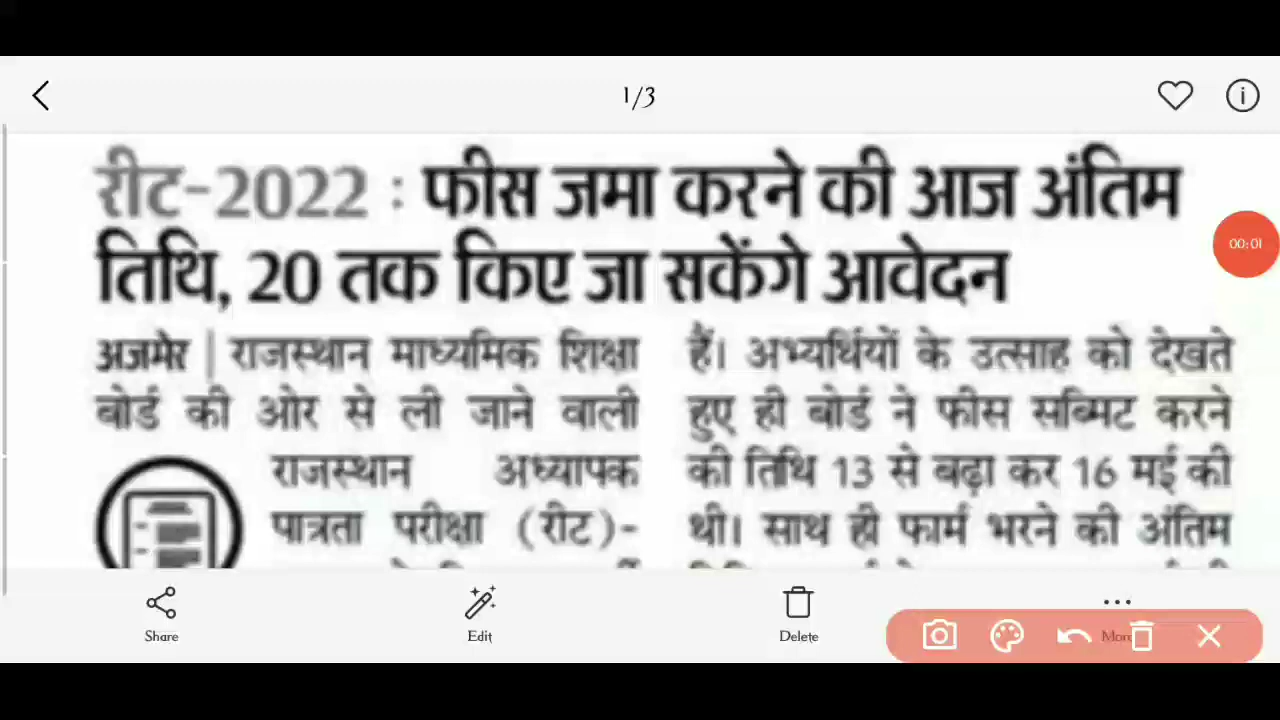 1/3
रीट-2022 : फीस जमा करने की आज अंतिम
तिथि, 20 तक किए जा सकेंगे आवेदन
अजमेर | राजस्थान माध्यमिक शिक्षा
बोर्ड की ओर से ली जाने वाली
राजस्थान अध्यापक
पात्रता परीक्षा (रीट)-
हैं। अभ्यर्थियों के उत्साह को देखते
हुए ही बोर्ड ने फीस सब्मिट करने
की तिथि 13 से बढ़ा कर 16 मई की
थी। साथ ही फार्म भरने की अंतिम
00:01
Share
Edit
Delete
More